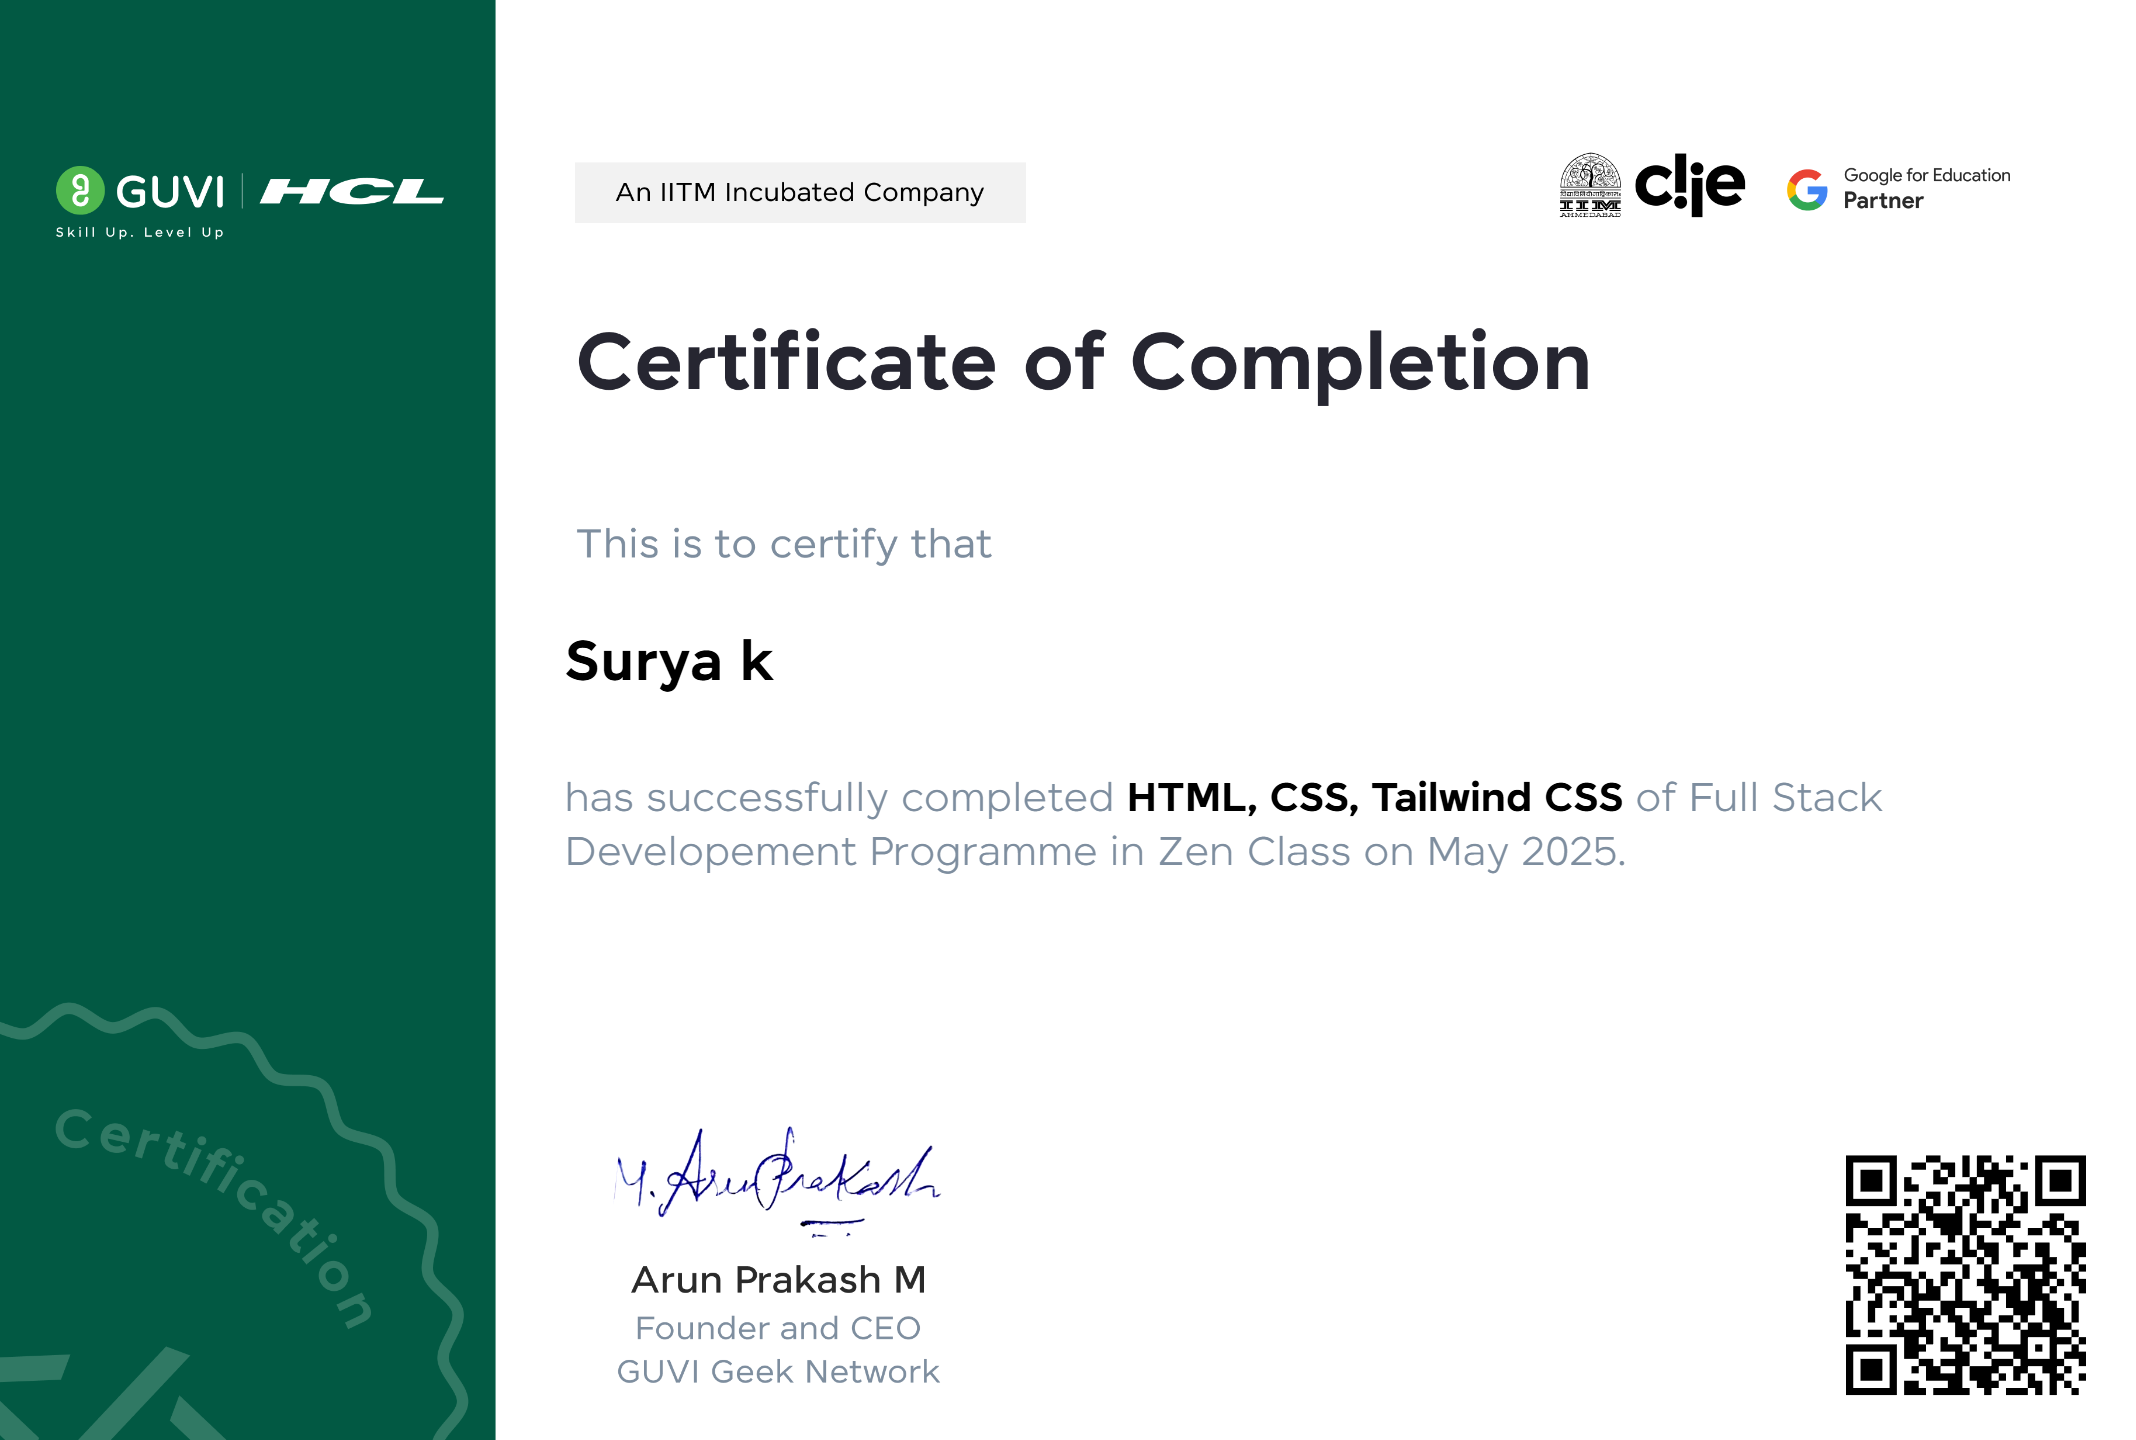 GUVI | HCL
Skill Up. Level Up
An IITM Incubated Company
IIM
AHMEDABAD
ciie
Google for Education
Partner
Certificate of Completion
This is to certify that
Surya k
has successfully completed HTML, CSS, Tailwind CSS of Full Stack
Developement Programme in Zen Class on May 2025.
Certification
M. Arun Prakash
Arun Prakash M
Founder and CEO
GUVI Geek Network